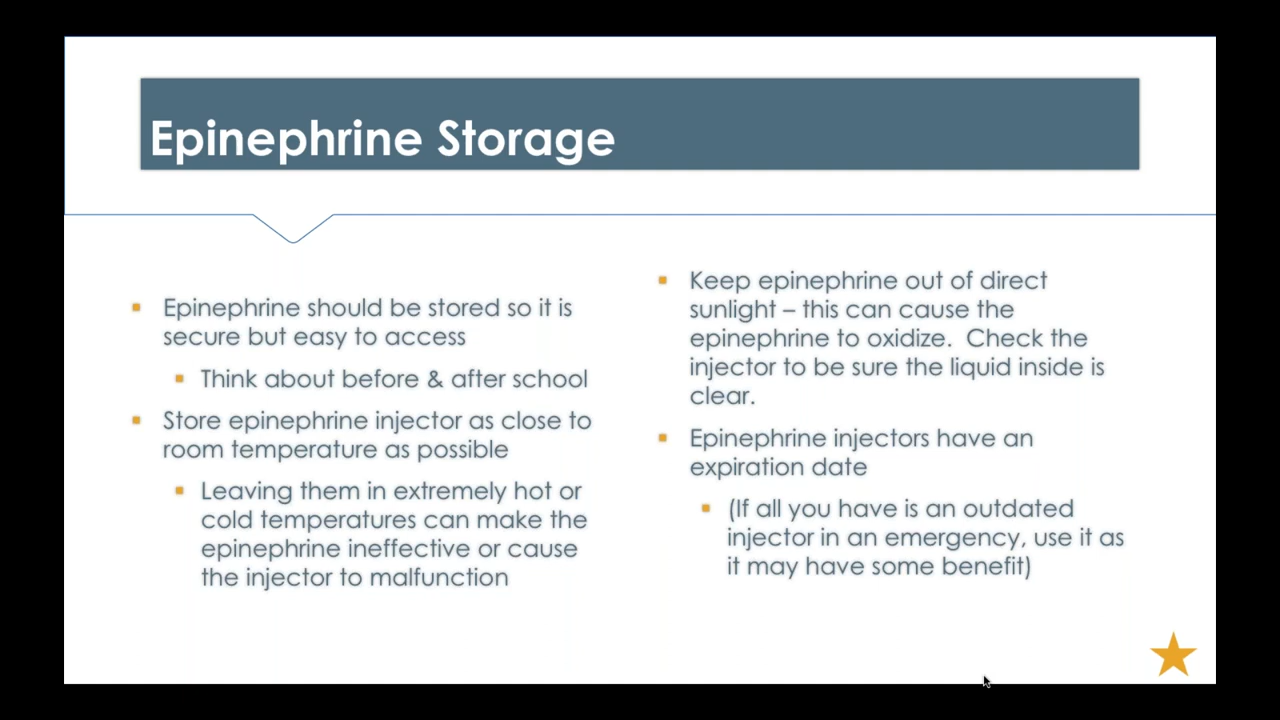 Epinephrine Storage
Epinephrine should be stored so it is
secure but easy to access
Think about before & after school
Store epinephrine injector as close to
room temperature as possible
Leaving them in extremely hot or
cold temperatures can make the
epinephrine ineffective or cause
the injector to malfunction
Keep epinephrine out of direct
sunlight – this can cause the
epinephrine to oxidize.  Check the
injector to be sure the liquid inside is
clear.
Epinephrine injectors have an
expiration date
(If all you have is an outdated
injector in an emergency, use it as
it may have some benefit)